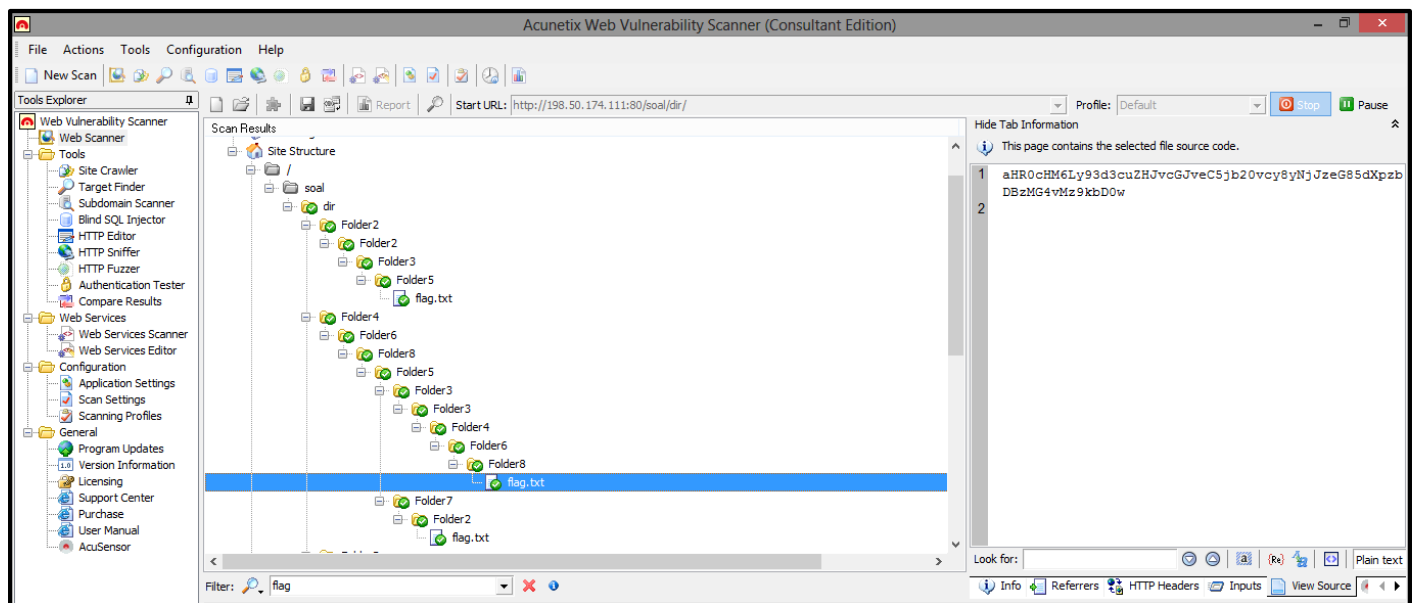 Acunetix Web Vulnerability Scanner (Consultant Edition)
File Actions Tools Configuration Help
New Scan
Tools Explorer
Report
Start URL: http://198.50.174.111:80/soal/dir/
Profile: Default
Stop
Pause
Web Vulnerability Scanner
Web Scanner
Tools
Site Crawler
Target Finder
Subdomain Scanner
Blind SQL Injector
HTTP Editor
HTTP Sniffer
HTTP Fuzzer
Authentication Tester
Compare Results
Web Services
Web Services Scanner
Web Services Editor
Configuration
Application Settings
Scan Settings
Scanning Profiles
General
Program Updates
Version Information
Licensing
Support Center
Purchase
User Manual
AcuSensor
Scan Results
Site Structure
/
soal
dir
Folder2
Folder2
Folder3
Folder5
flag.txt
Folder4
Folder6
Folder8
Folder5
Folder3
Folder3
Folder4
Folder6
Folder8
flag.txt
Folder7
Folder2
flag.txt
Filter: flag
Hide Tab Information
This page contains the selected file source code.
1 aHR0cHM6Ly93d3cuZHJvcGJveC5jb20vcy8yNjJzeG85dXpzb
DBzMG4vMz9kbD0w
2
Look for:
Plain text
Info Referrers HTTP Headers Inputs View Source